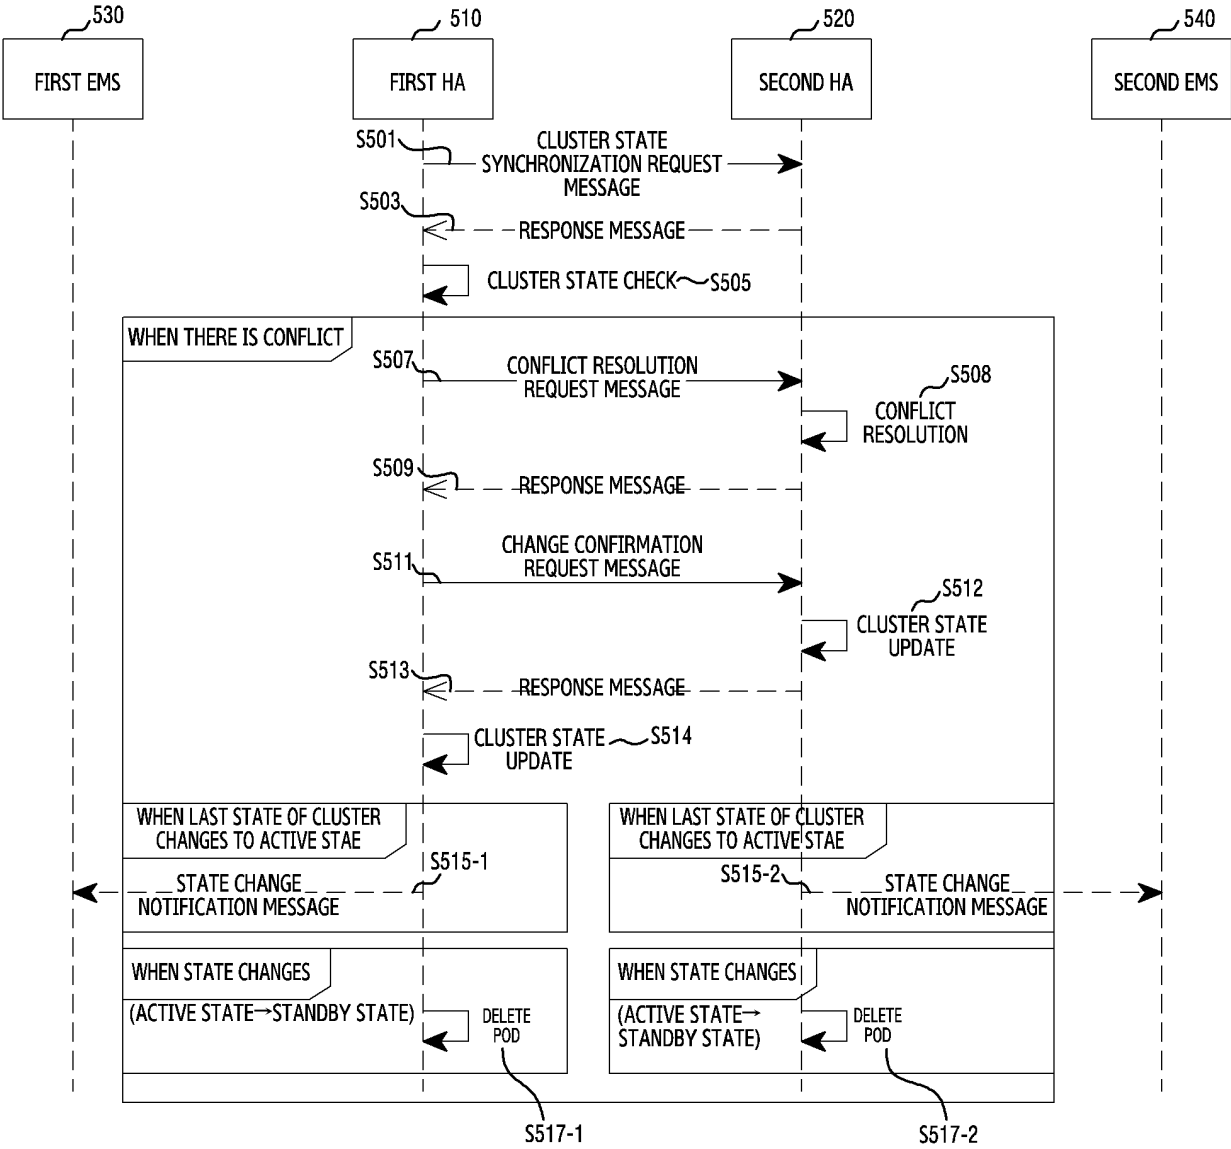 530
510
520
540
FIRST EMS
FIRST HA
SECOND HA
SECOND EMS
S501
CLUSTER STATE
SYNCHRONIZATION REQUEST
MESSAGE
S503
RESPONSE MESSAGE
CLUSTER STATE CHECK
S505
WHEN THERE IS CONFLICT
S507
CONFLICT RESOLUTION
REQUEST MESSAGE
S508
CONFLICT
RESOLUTION
S509
RESPONSE MESSAGE
S511
CHANGE CONFIRMATION
REQUEST MESSAGE
S512
CLUSTER STATE
UPDATE
S513
RESPONSE MESSAGE
CLUSTER STATE
UPDATE
S514
WHEN LAST STATE OF CLUSTER
CHANGES TO ACTIVE STAE
S515-1
STATE CHANGE
NOTIFICATION MESSAGE
WHEN LAST STATE OF CLUSTER
CHANGES TO ACTIVE STAE
S515-2
STATE CHANGE
NOTIFICATION MESSAGE
WHEN STATE CHANGES
(ACTIVE STATE→STANDBY STATE)
DELETE
POD
S517-1
WHEN STATE CHANGES
(ACTIVE STATE→
STANDBY STATE)
DELETE
POD
S517-2